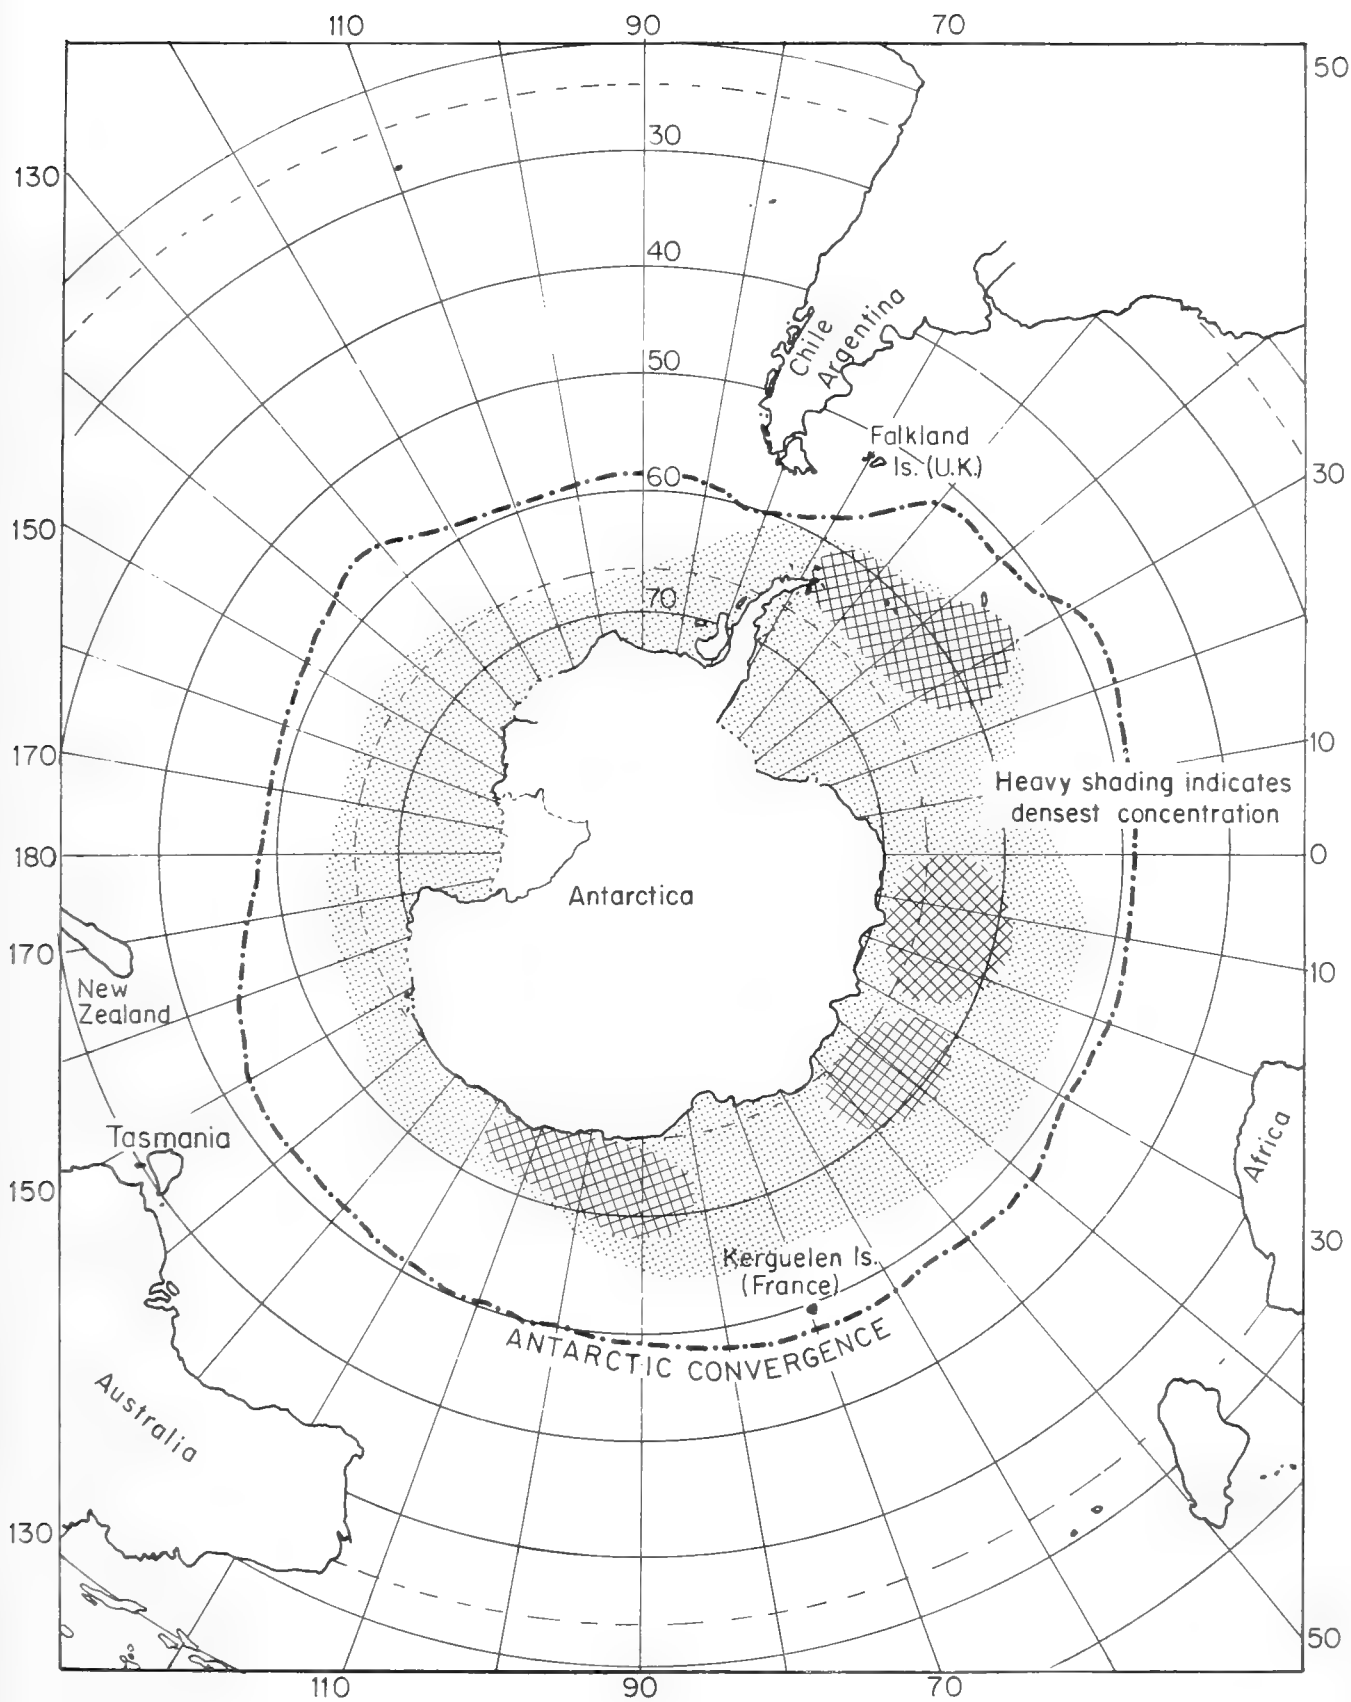 110 90 70
50
130
30
40
Chile
Argentina
50
Falkland
Is. (U.K.)
60
30
150
70
170
10
Heavy shading indicates
densest concentration
180
0
Antarctica
170
10
New
Zealand
Tasmania
Africa
150
30
Kerguelen Is.
(France)
ANTARCTIC CONVERGENCE
Australia
130
50
110 90 70